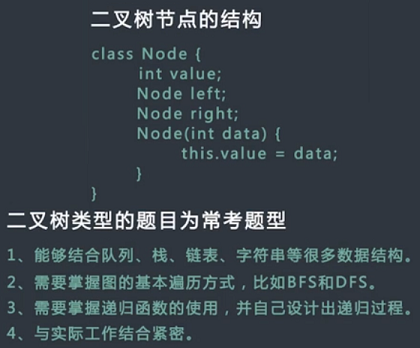 二叉树节点的结构
class Node {
int value;
Node left;
Node right;
Node(int data) {
this.value = data;
}
}
二叉树类型的题目为常考题型
1、能够结合队列、栈、链表、字符串等很多数据结构。
2、需要掌握图的基本遍历方式，比如BFS和DFS。
3、需要掌握递归函数的使用，并自己设计出递归过程。
4、与实际工作结合紧密。